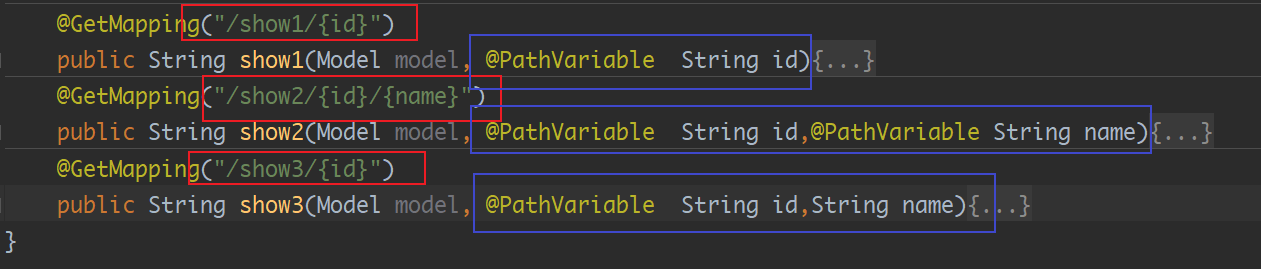 @GetMapping("/show1/{id}")
public String show1(Model model, @PathVariable  String id){...}
@GetMapping("/show2/{id}/{name}")
public String show2(Model model, @PathVariable  String id,@PathVariable String name){...}
@GetMapping("/show3/{id}")
public String show3(Model model, @PathVariable  String id,String name){...}
}